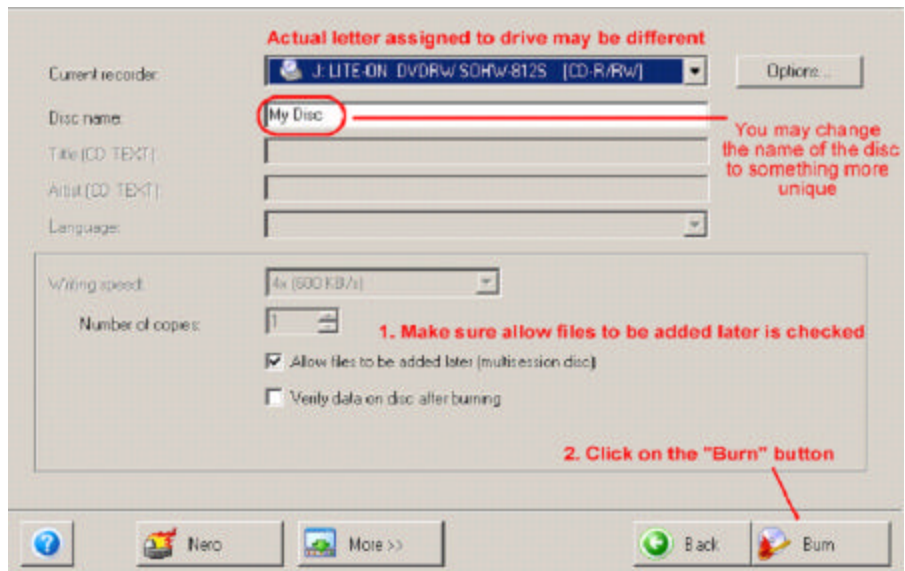 Actual letter assigned to drive may be different
Current recorder: J: LITE-ON DVDRW SOHW-812S [CD-R/RW] Options...
Disc name: My Disc
You may change
the name of the disc
to something more
unique
Title (CD TEXT):
Artist (CD TEXT):
Language:
Writing speed: 4x (600 KB/s)
Number of copies: 1
1. Make sure allow files to be added later is checked
Allow files to be added later (multisession disc)
Verify data on disc after burning
2. Click on the "Burn" button
Nero More >> Back Burn